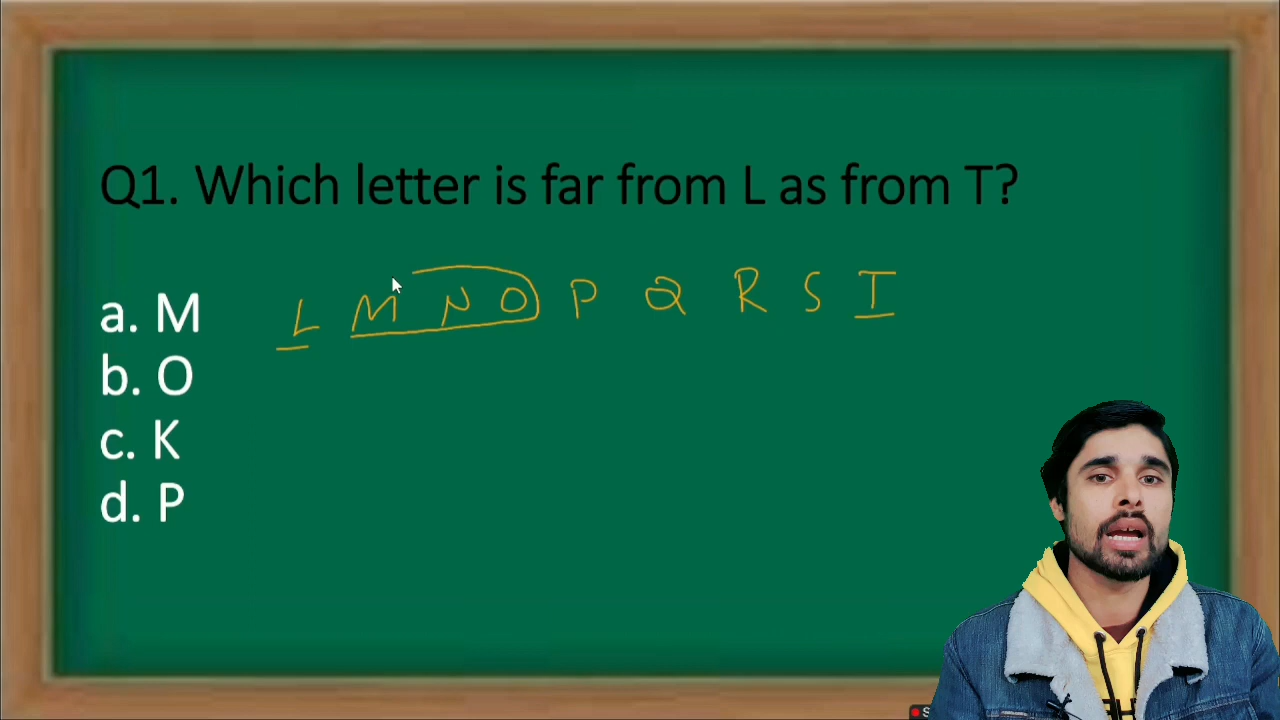 Q1. Which letter is far from L as from T?
L M N O P Q R S T
a. M
b. O
c. K
d. P